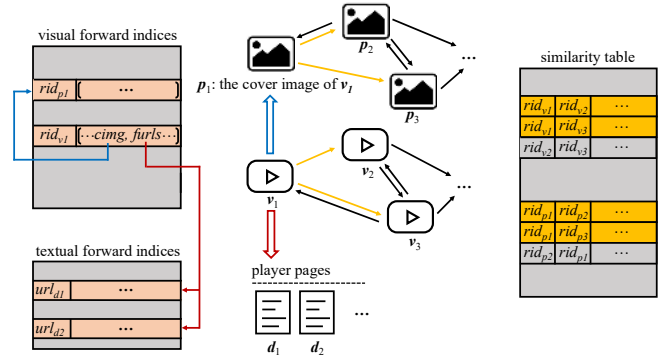 visual forward indices
rid_p1 (⋯)
rid_v1 (⋯cimg, furls⋯)
textual forward indices
url_d1 ⋯
url_d2 ⋯
p_2
...
p_1: the cover image of v_1
p_3
v_2
...
v_1
v_3
player pages
...
d_1 d_2
similarity table
rid_v1 rid_v2 ⋯
rid_v1 rid_v3 ⋯
rid_v2 rid_v3 ⋯
rid_p1 rid_p2 ⋯
rid_p1 rid_p3 ⋯
rid_p2 rid_p1 ⋯